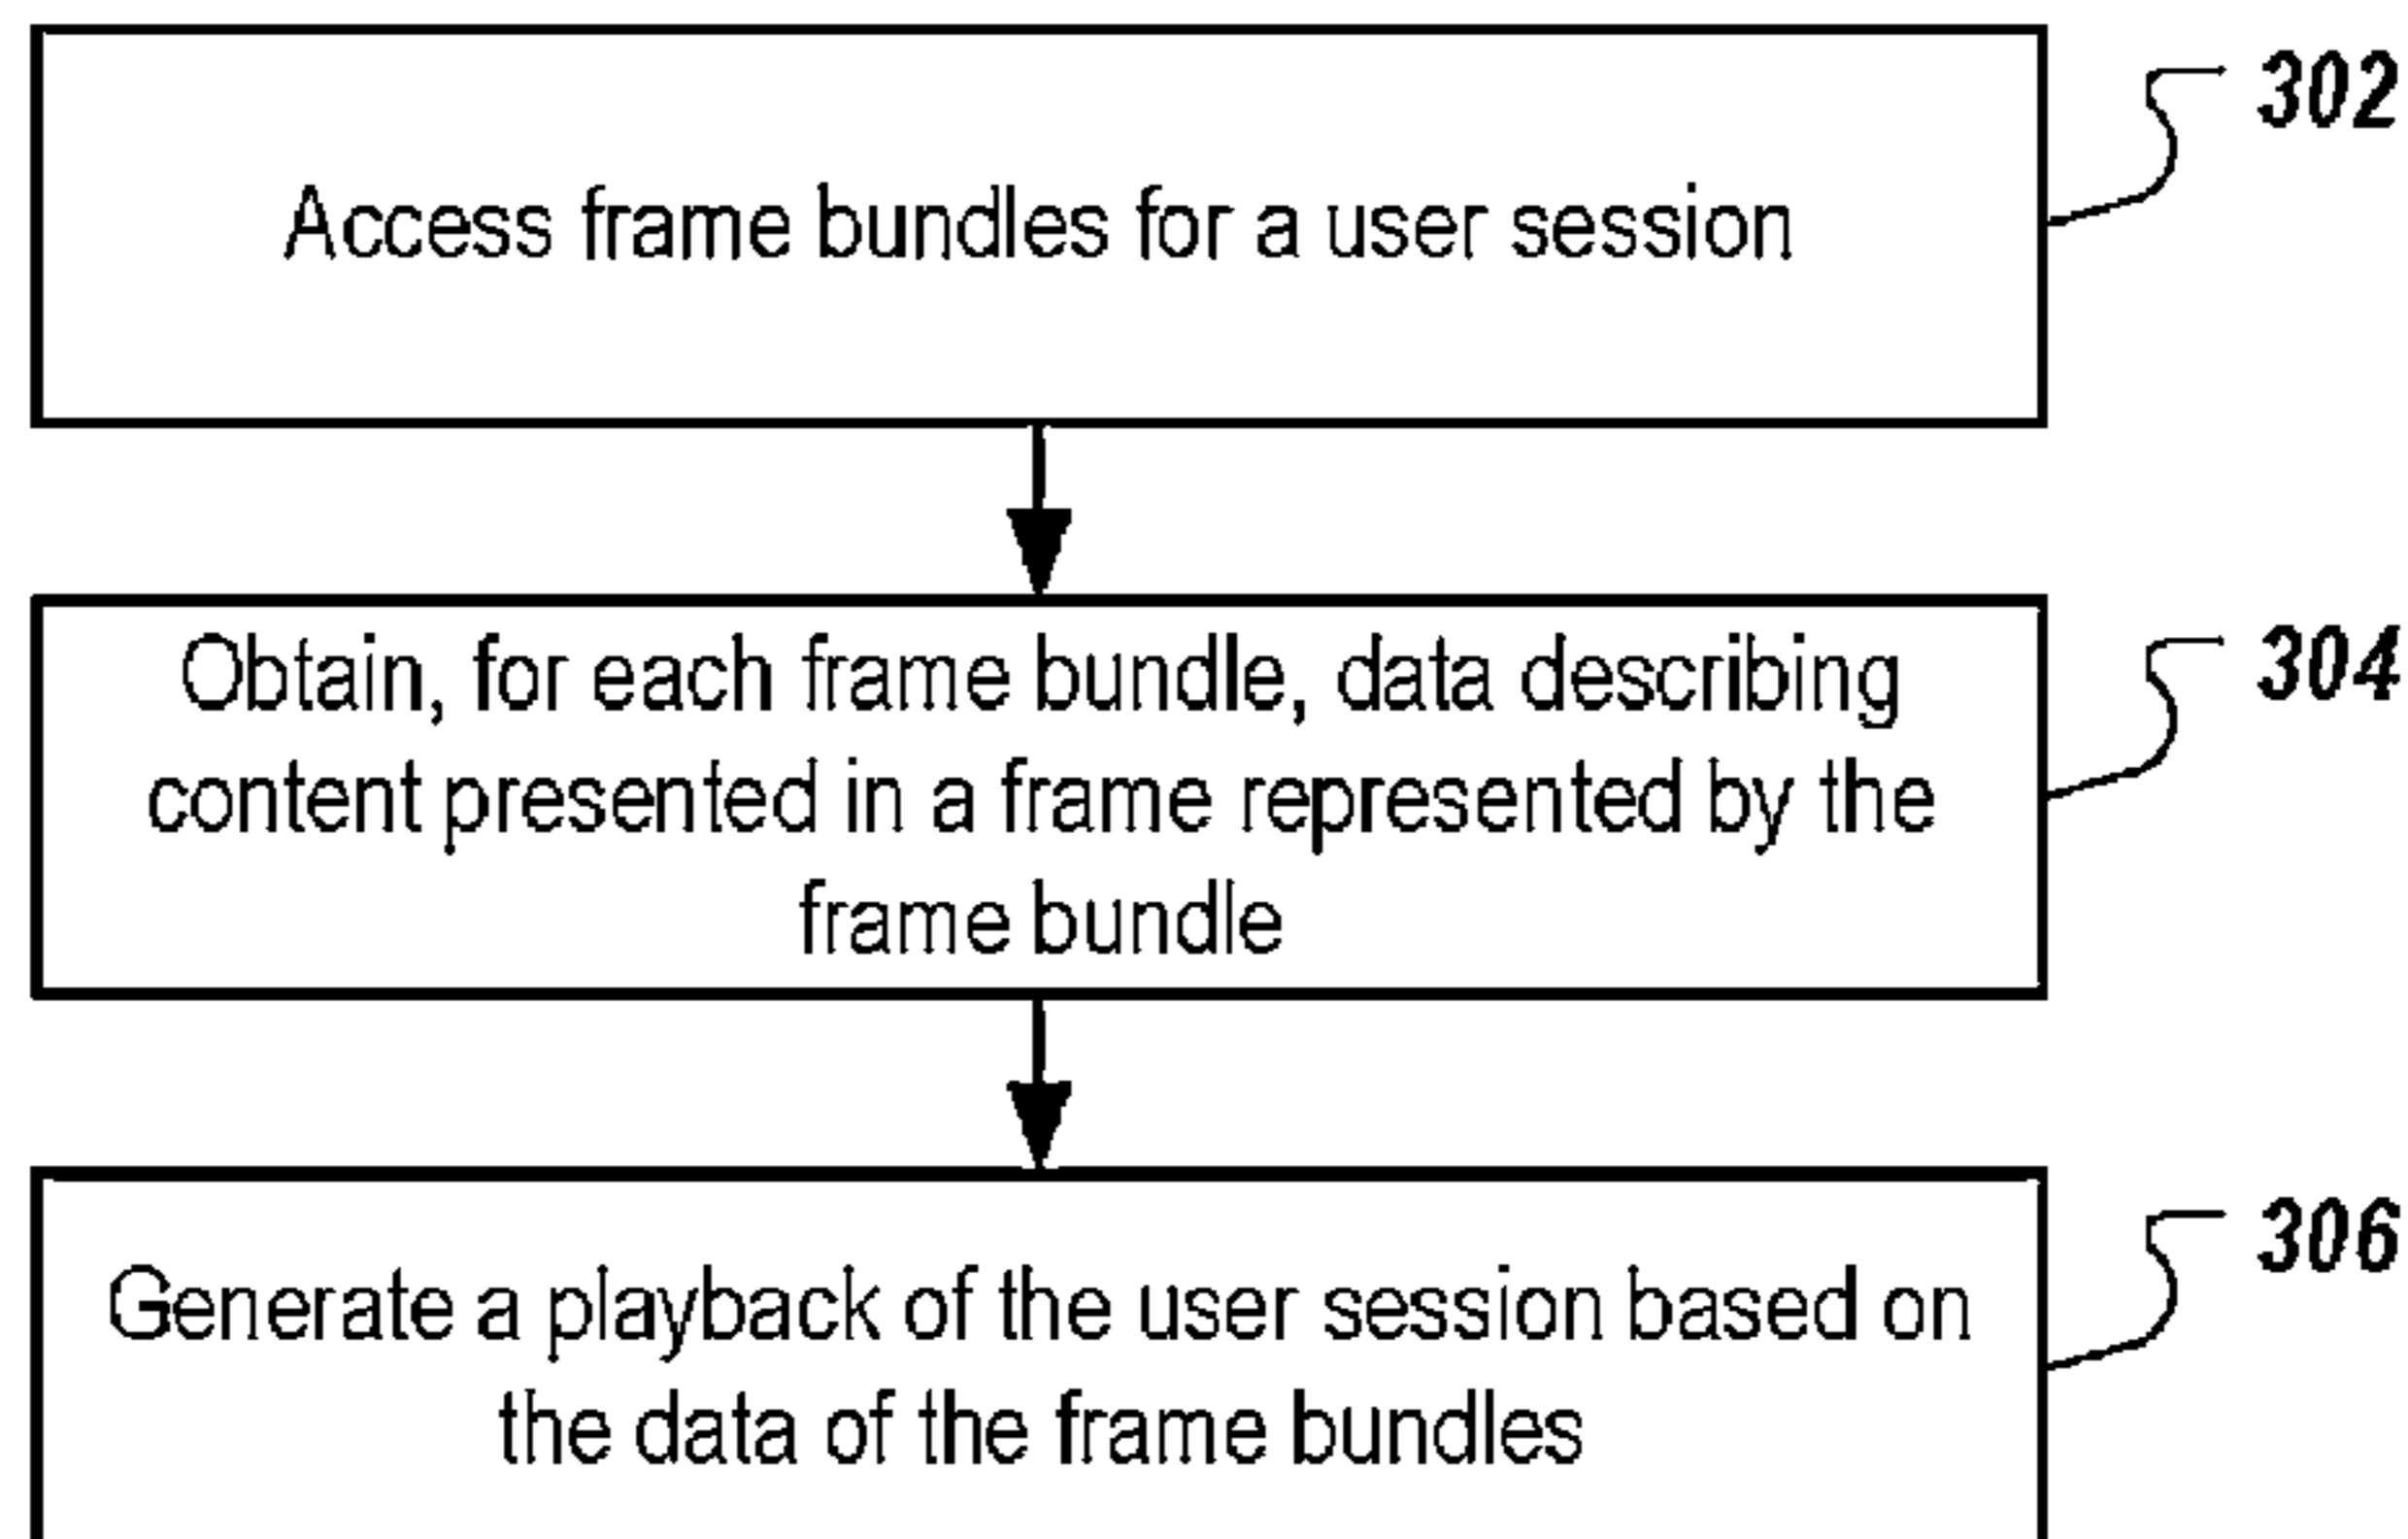 Access frame bundles for a user session
302
Obtain, for each frame bundle, data describing
content presented in a frame represented by the
frame bundle
304
Generate a playback of the user session based on
the data of the frame bundles
306